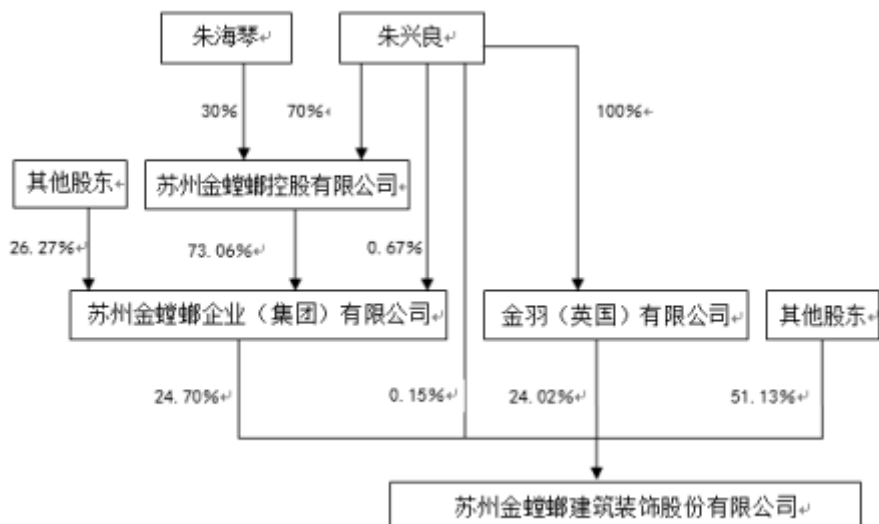 朱海琴
朱兴良
30%
70%
100%
其他股东
苏州金螳螂控股有限公司
26.27%
73.06%
0.67%
苏州金螳螂企业（集团）有限公司
金羽（英国）有限公司
其他股东
24.70%
0.15%
24.02%
51.13%
苏州金螳螂建筑装饰股份有限公司